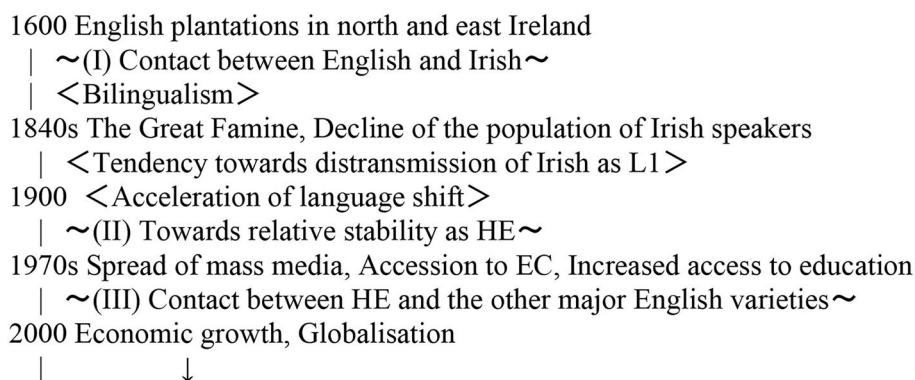 1600 English plantations in north and east Ireland
| ～(I) Contact between English and Irish～
| ＜Bilingualism＞
1840s The Great Famine, Decline of the population of Irish speakers
| ＜Tendency towards distransmission of Irish as L1＞
1900 ＜Acceleration of language shift＞
| ～(II) Towards relative stability as HE～
1970s Spread of mass media, Accession to EC, Increased access to education
| ～(III) Contact between HE and the other major English varieties～
2000 Economic growth, Globalisation
| ↓